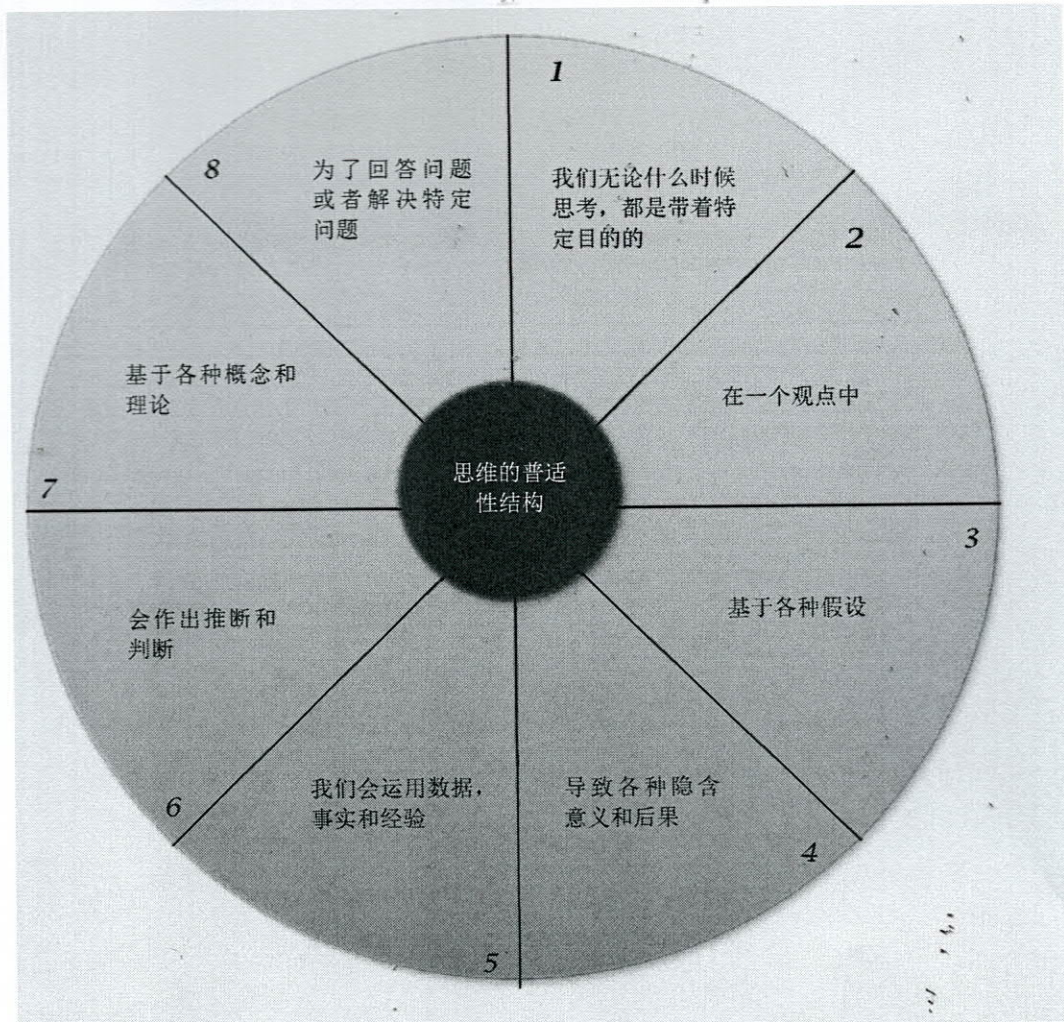 1
我们无论什么时候
思考，都是带着特
定目的的
2
在一个观点中
3
基于各种假设
4
导致各种隐含
意义和后果
5
我们会运用数据，
事实和经验
6
会作出推断和
判断
7
基于各种概念和
理论
8
为了回答问题
或者解决特定
问题
思维的普适
性结构